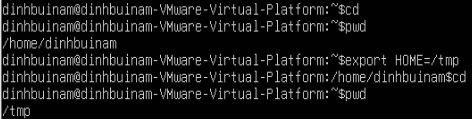 dinhbuinam@dinhbuinam-VMware-Virtual-Platform:~$cd
dinhbuinam@dinhbuinam-VMware-Virtual-Platform:~$pwd
/home/dinhbuinam
dinhbuinam@dinhbuinam-VMware-Virtual-Platform:~$export HOME=/tmp
dinhbuinam@dinhbuinam-VMware-Virtual-Platform:/home/dinhbuinam$cd
dinhbuinam@dinhbuinam-VMware-Virtual-Platform:~$pwd
/tmp